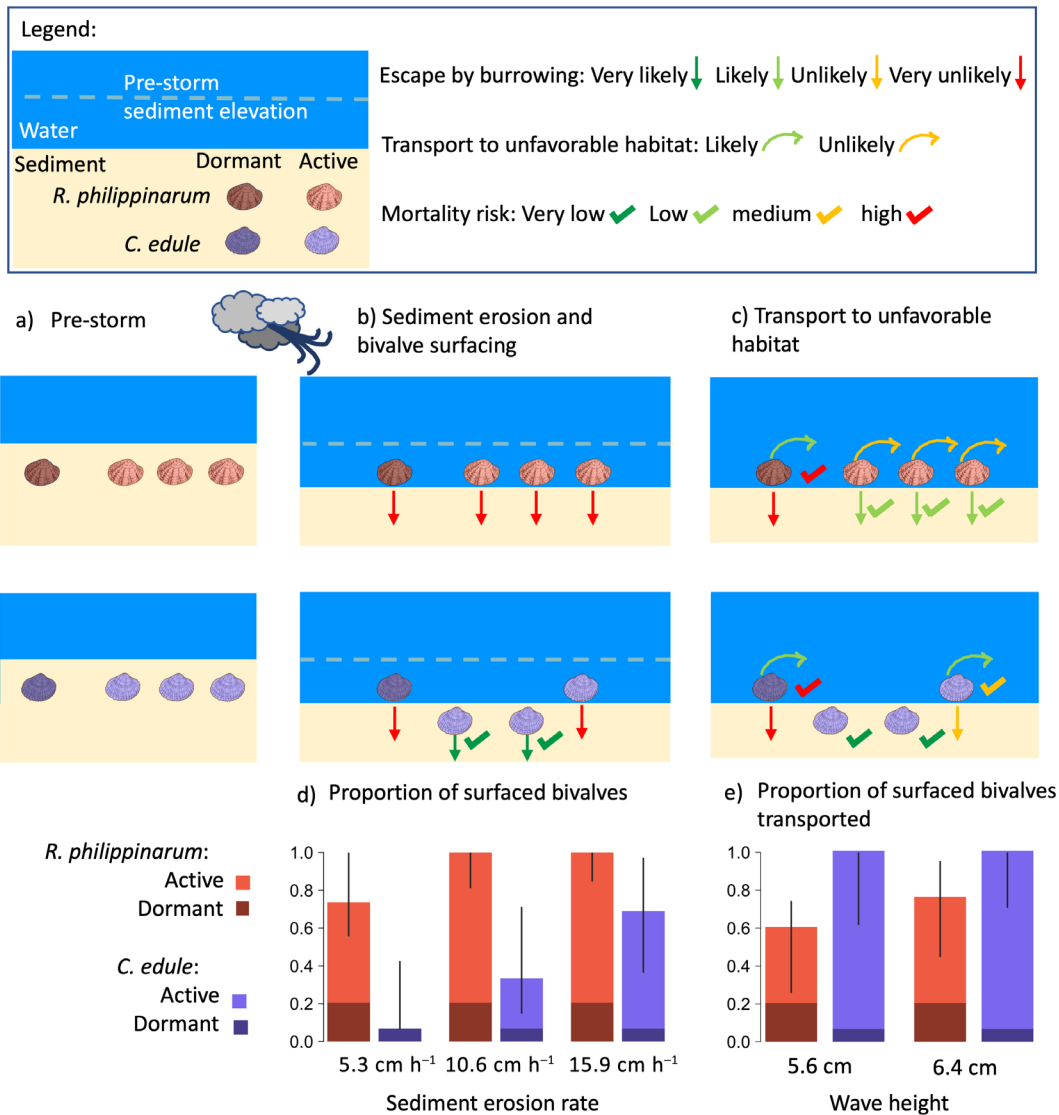 Legend:
Pre-storm
sediment elevation
Water
Sediment
Dormant Active
R. philippinarum
C. edule
Escape by burrowing: Very likely Likely Unlikely Very unlikely
Transport to unfavorable habitat: Likely Unlikely
Mortality risk: Very low Low medium high
a) Pre-storm
b) Sediment erosion and
bivalve surfacing
c) Transport to unfavorable
habitat
d) Proportion of surfaced bivalves
e) Proportion of surfaced bivalves
transported
R. philippinarum:
Active
Dormant
C. edule:
Active
Dormant
1.0
0.8
0.6
0.4
0.2
0.0
5.3 cm h⁻¹ 10.6 cm h⁻¹ 15.9 cm h⁻¹
Sediment erosion rate
1.0
0.8
0.6
0.4
0.2
0.0
5.6 cm 6.4 cm
Wave height